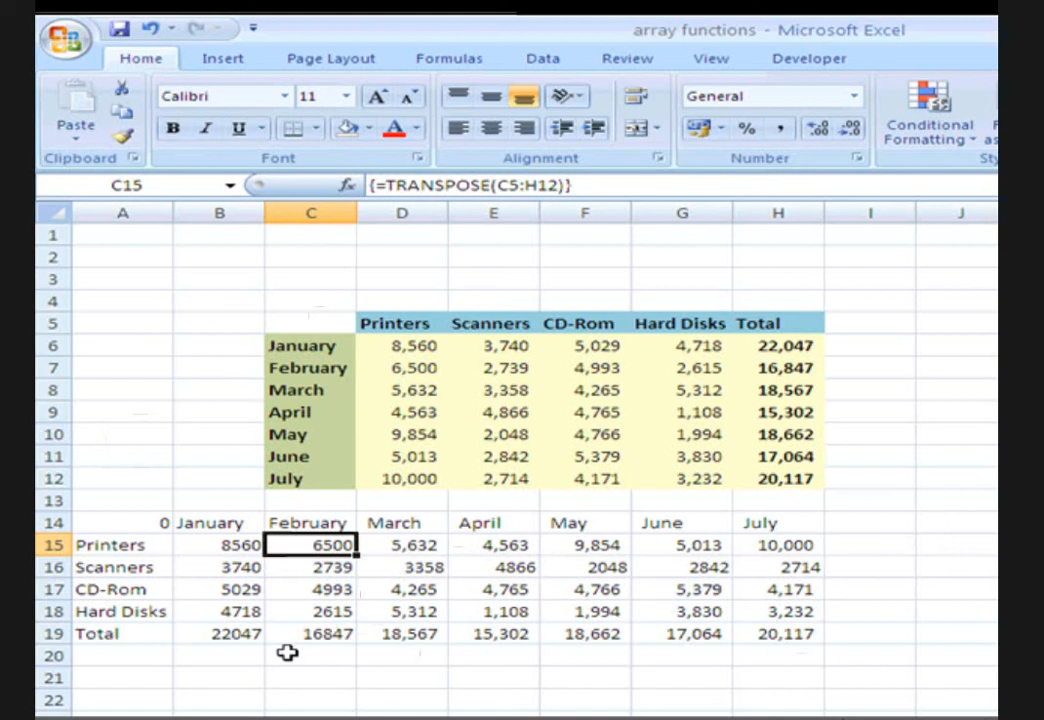 array functions - Microsoft Excel
Home Insert Page Layout Formulas Data Review View Developer
Calibri 11 A A General
Paste B I U A % , .0 .00 .00 .0 Conditional
Formatting
Clipboard Font Alignment Number
C15 fx {=TRANSPOSE(C5:H12)}
A B C D E F G H I J
1
2
3
4
5 Printers Scanners CD-Rom Hard Disks Total
6 January 8,560 3,740 5,029 4,718 22,047
7 February 6,500 2,739 4,993 2,615 16,847
8 March 5,632 3,358 4,265 5,312 18,567
9 April 4,563 4,866 4,765 1,108 15,302
10 May 9,854 2,048 4,766 1,994 18,662
11 June 5,013 2,842 5,379 3,830 17,064
12 July 10,000 2,714 4,171 3,232 20,117
13
14 0 January February March April May June July
15 Printers 8560 6500 5,632 4,563 9,854 5,013 10,000
16 Scanners 3740 2739 3358 4866 2048 2842 2714
17 CD-Rom 5029 4993 4,265 4,765 4,766 5,379 4,171
18 Hard Disks 4718 2615 5,312 1,108 1,994 3,830 3,232
19 Total 22047 16847 18,567 15,302 18,662 17,064 20,117
20
21
22